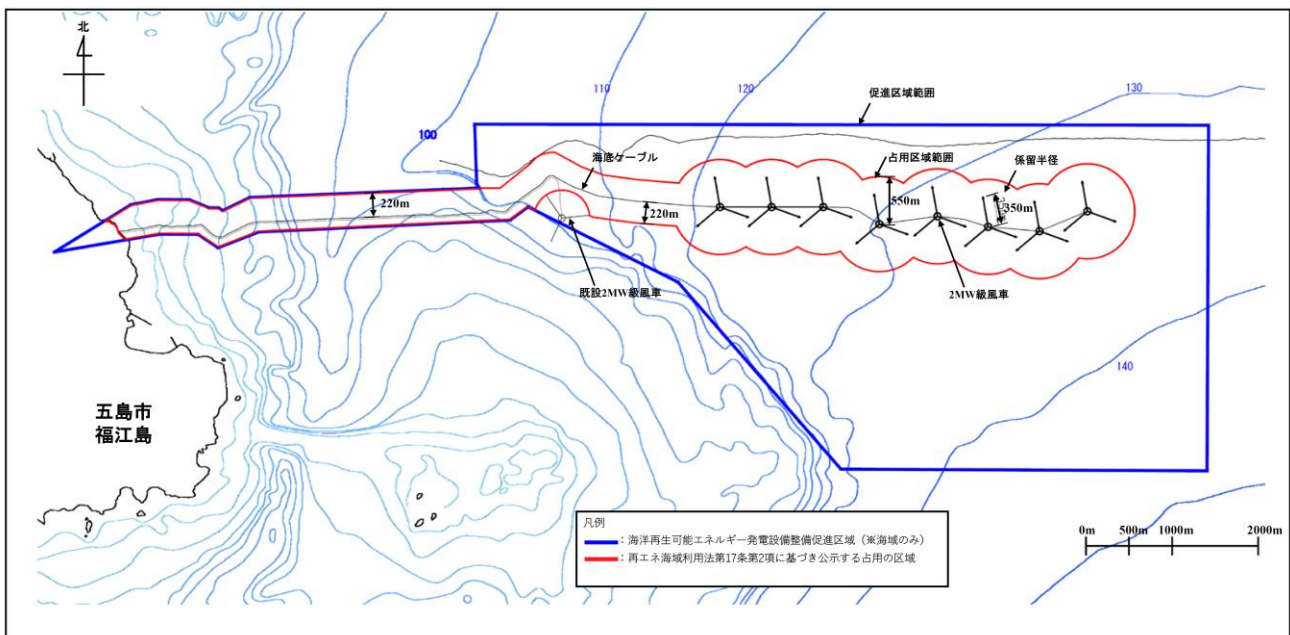 北
促進区域範囲
110
120
130
100
海底ケーブル
占用区域範囲
係留半径
220m
220m
550m
350m
既設2MW級風車
2MW級風車
140
五島市
福江島
凡例
:海洋再生可能エネルギー発電設備整備促進区域(※海域のみ)
:再エネ海域利用法第17条第2項に基づき公示する占用の区域
0m 500m 1000m 2000m